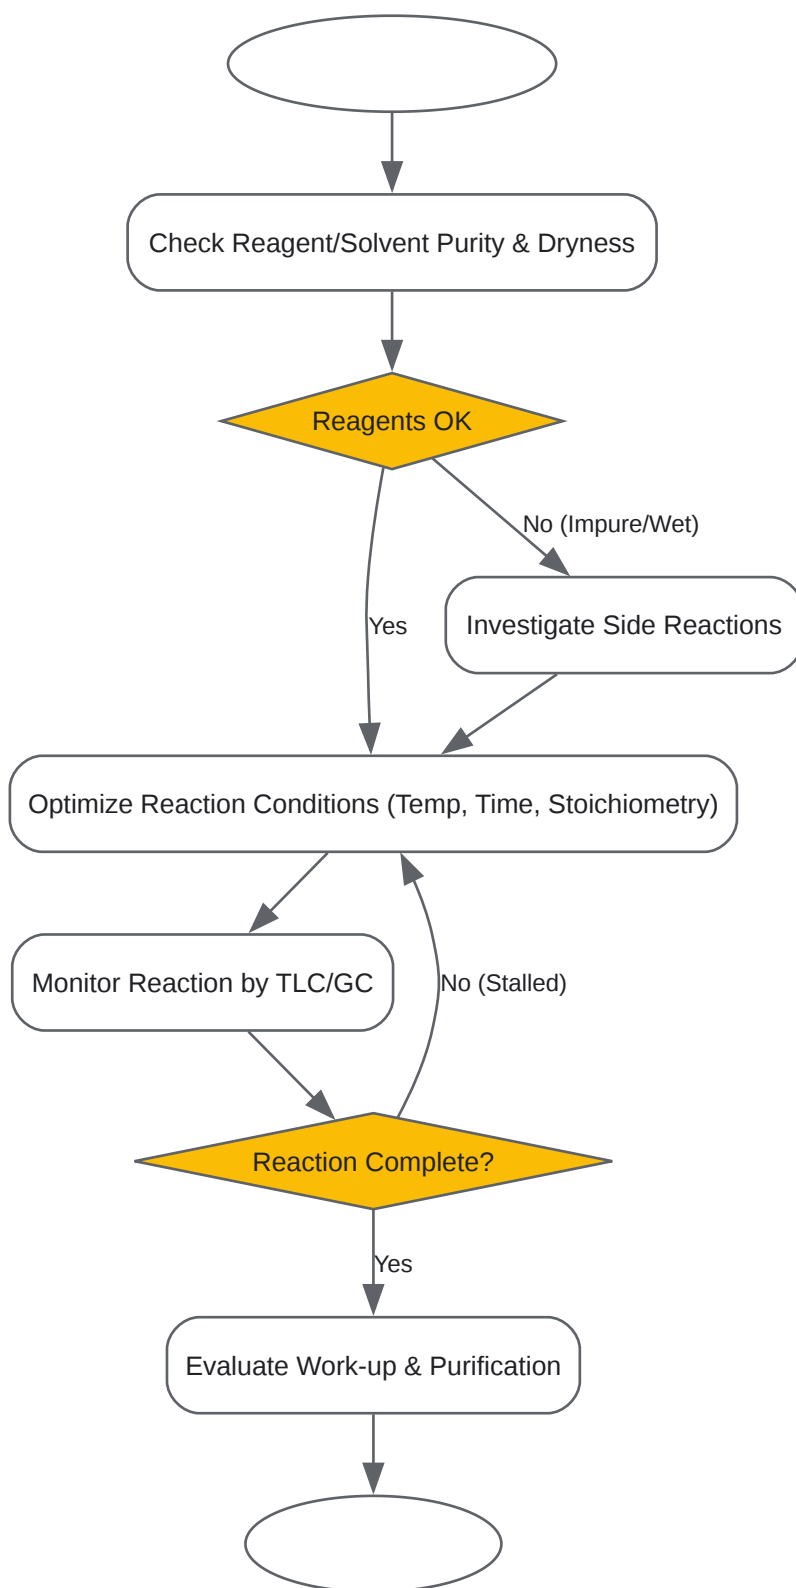 Check Reagent/Solvent Purity & Dryness
Reagents OK
No (Impure/Wet)
Yes
Investigate Side Reactions
Optimize Reaction Conditions (Temp, Time, Stoichiometry)
Monitor Reaction by TLC/GC
No (Stalled)
Reaction Complete?
Yes
Evaluate Work-up & Purification